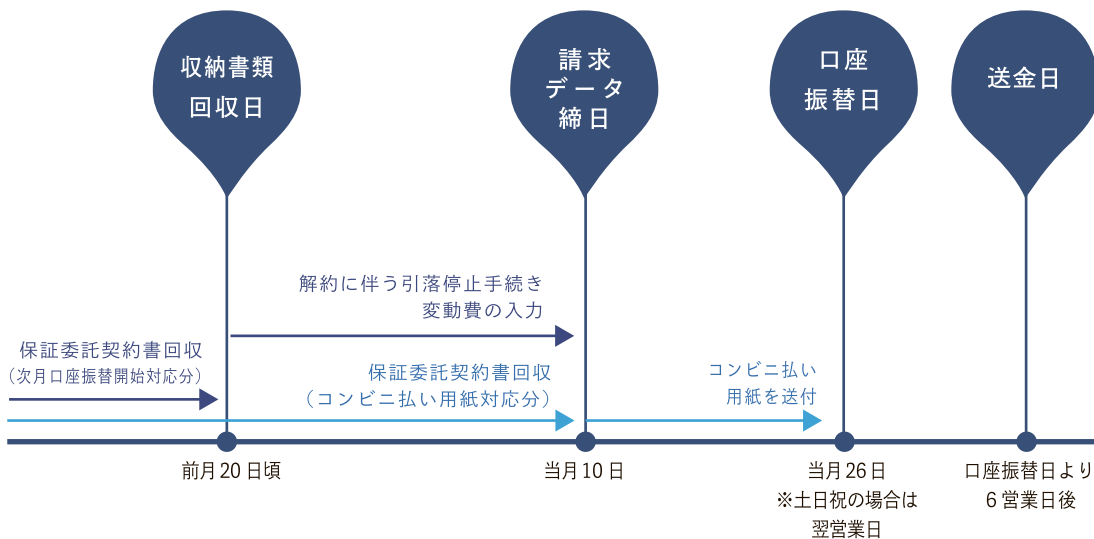 収納書類
回収日
請求
データ
締日
口座
振替日
送金日
解約に伴う引落停止手続き
変動費の入力
保証委託契約書回収
（次月口座振替開始対応分）
保証委託契約書回収
（コンビニ払い用紙対応分）
コンビニ払い
用紙を送付
前月20日頃
当月10日
当月26日
※土日祝の場合は
翌営業日
口座振替日より
6営業日後